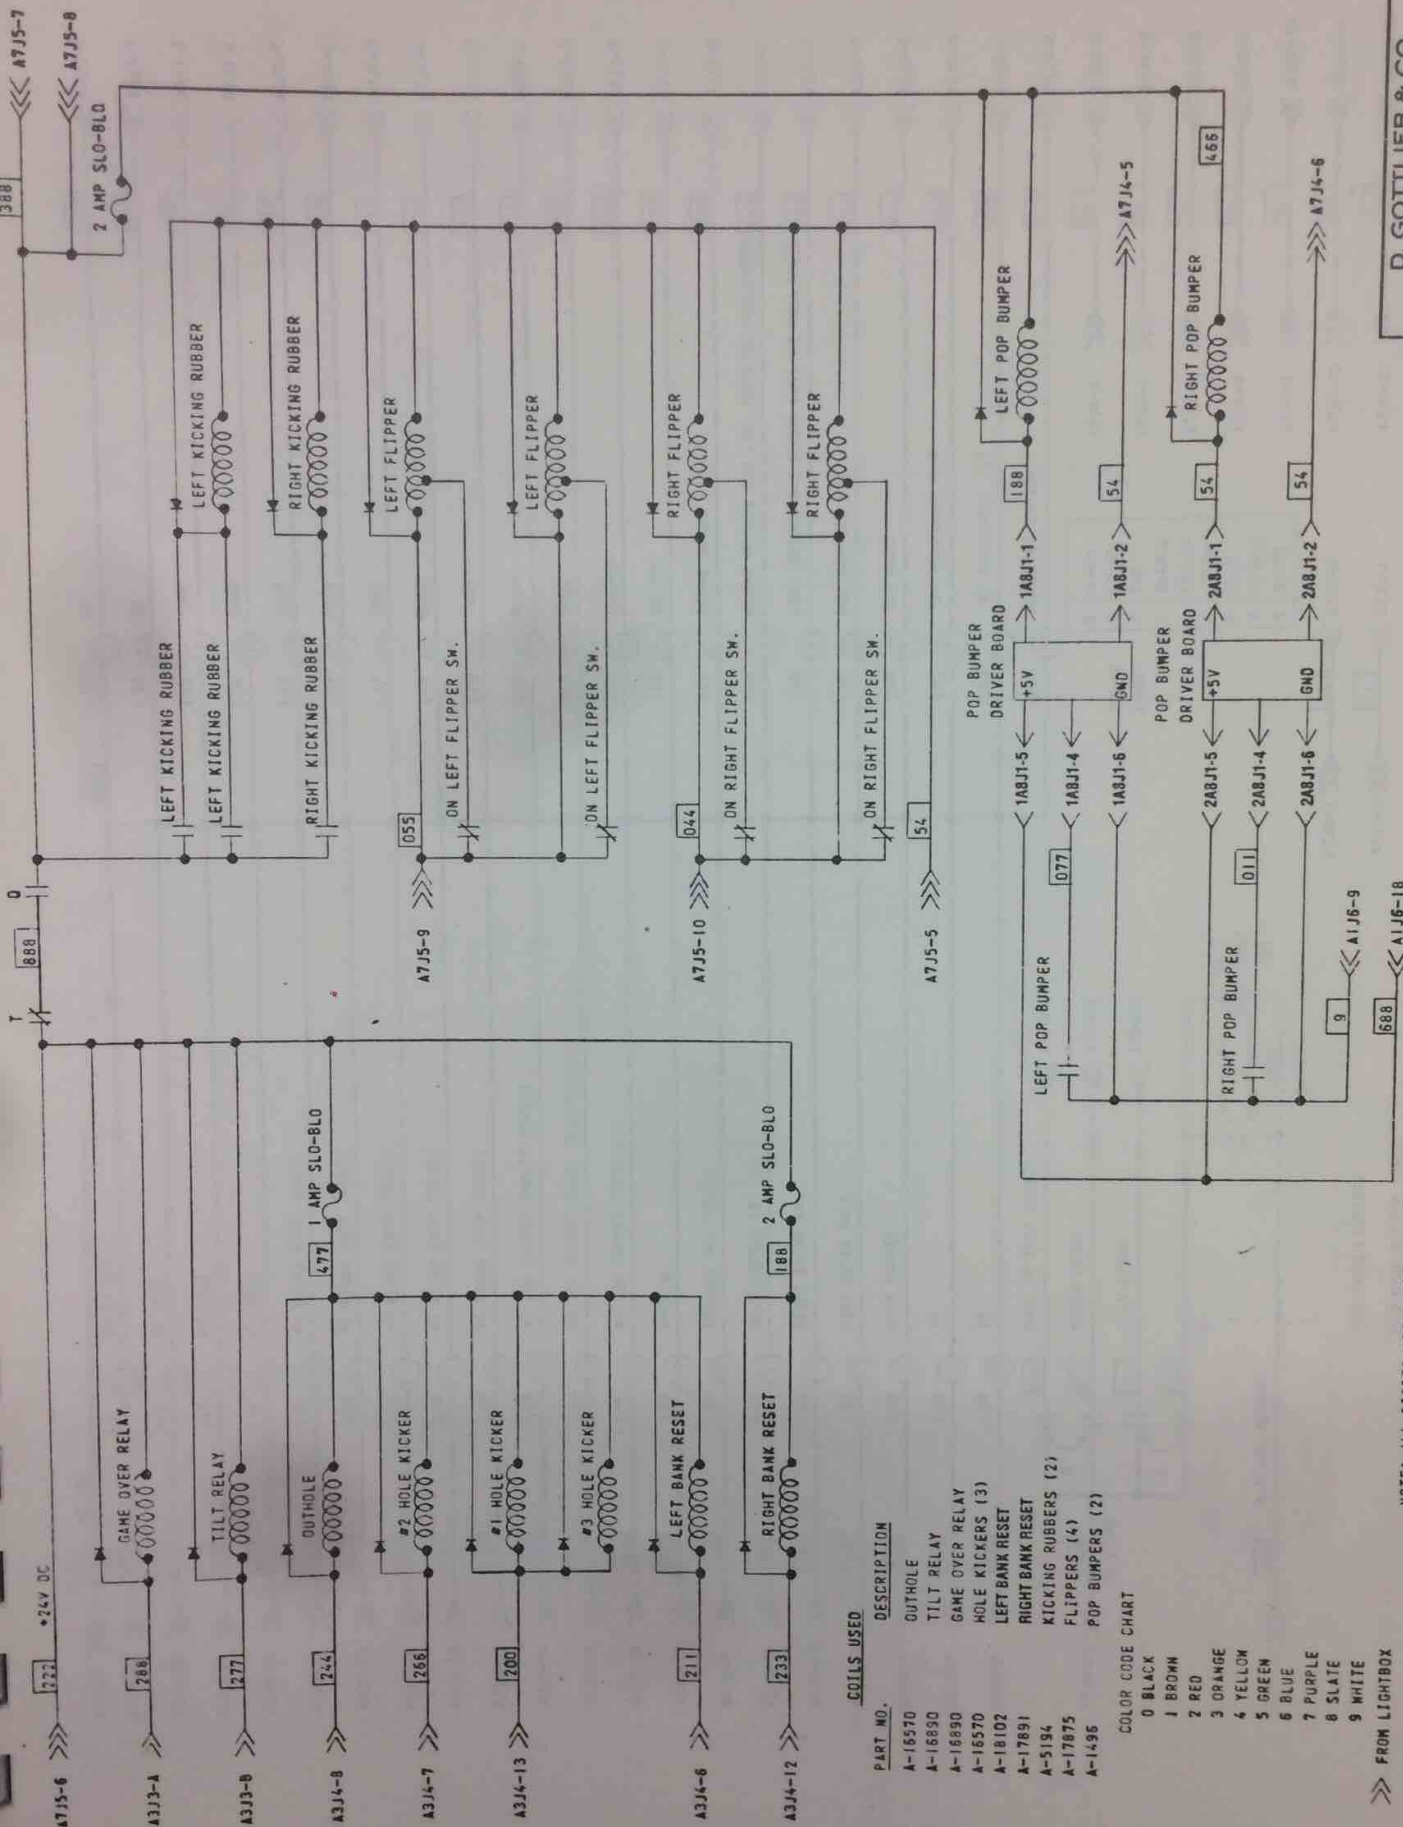 A7J5-6
222
+24V DC
T
888
Q
388
A7J5-7
A7J5-8
2 AMP SLO-BLO
A3J3-A
288
GAME OVER RELAY
A3J3-B
277
TILT RELAY
A3J4-8
244
OUTHOLE
477
1 AMP SLO-BLO
A3J4-7
266
#2 HOLE KICKER
A3J4-13
200
#1 HOLE KICKER
#3 HOLE KICKER
A3J4-6
211
LEFT BANK RESET
A3J4-12
233
RIGHT BANK RESET
188
2 AMP SLO-BLO
LEFT KICKING RUBBER
LEFT KICKING RUBBER
LEFT KICKING RUBBER
RIGHT KICKING RUBBER
RIGHT KICKING RUBBER
A7J5-9
055
LEFT FLIPPER
ON LEFT FLIPPER SW.
LEFT FLIPPER
ON LEFT FLIPPER SW.
A7J5-10
044
RIGHT FLIPPER
ON RIGHT FLIPPER SW.
RIGHT FLIPPER
ON RIGHT FLIPPER SW.
A7J5-5
54
POP BUMPER
DRIVER BOARD
LEFT POP BUMPER
1A8J1-5
+5V
1A8J1-1
188
LEFT POP BUMPER
077
1A8J1-4
1A8J1-6
GND
1A8J1-2
54
A7J4-5
POP BUMPER
DRIVER BOARD
RIGHT POP BUMPER
2A8J1-5
+5V
2A8J1-1
54
466
RIGHT POP BUMPER
011
2A8J1-4
2A8J1-6
GND
2A8J1-2
54
A7J4-6
9
A1J6-9
688
A1J6-18
COILS USED
PART NO. DESCRIPTION
A-16570 OUTHOLE
A-16890 TILT RELAY
A-16890 GAME OVER RELAY
A-16570 HOLE KICKERS (3)
A-18102 LEFT BANK RESET
A-17891 RIGHT BANK RESET
A-5194 KICKING RUBBERS (2)
A-17875 FLIPPERS (4)
A-1496 POP BUMPERS (2)
COLOR CODE CHART
0 BLACK
1 BROWN
2 RED
3 ORANGE
4 YELLOW
5 GREEN
6 BLUE
7 PURPLE
8 SLATE
9 WHITE
>> FROM LIGHTBOX
D. GOTTLIEB & CO.